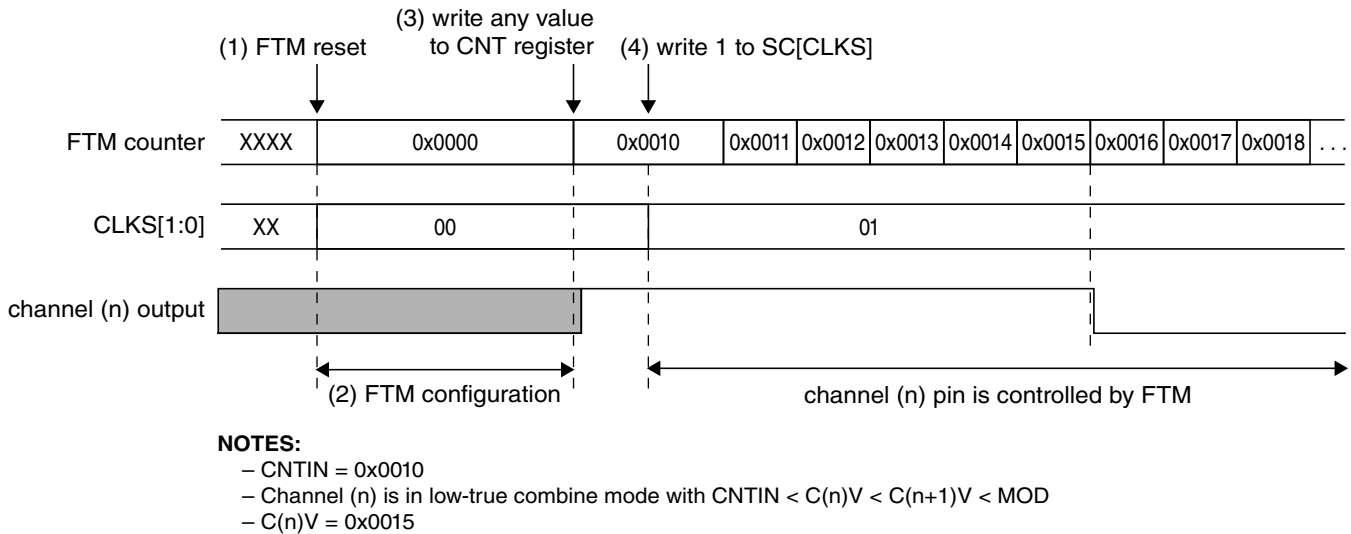 (3) write any value
(1) FTM reset to CNT register (4) write 1 to SC[CLKS]
FTM counter XXXX 0x0000 0x0010 0x0011 0x0012 0x0013 0x0014 0x0015 0x0016 0x0017 0x0018 . . .
CLKS[1:0] XX 00 01
channel (n) output
(2) FTM configuration channel (n) pin is controlled by FTM
NOTES:
– CNTIN = 0x0010
– Channel (n) is in low-true combine mode with CNTIN < C(n)V < C(n+1)V < MOD
– C(n)V = 0x0015